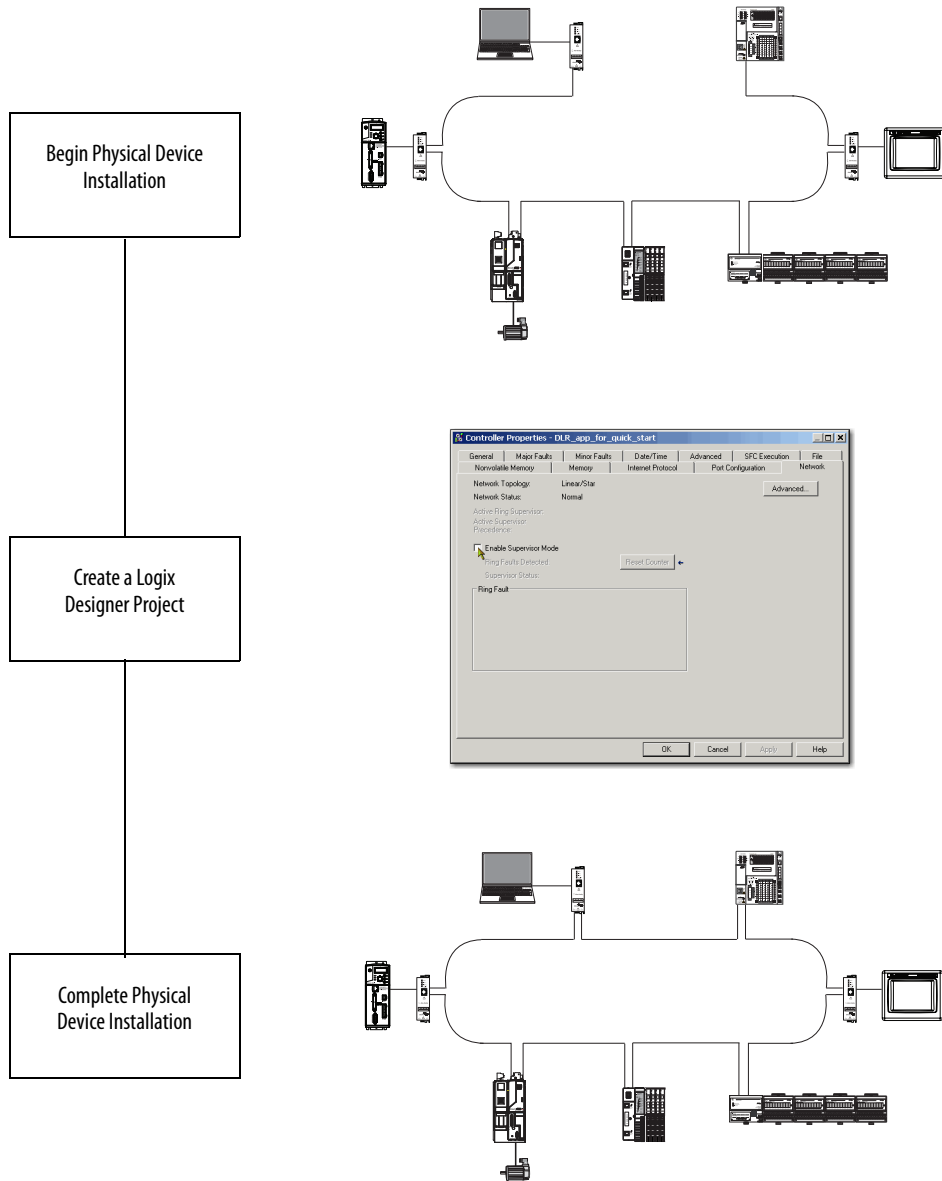 Begin Physical Device
Installation
Controller Properties - DLR_app_for_quick_start
General Major Faults Minor Faults Date/Time Advanced SFC Execution File
Nonvolatile Memory Memory Internet Protocol Port Configuration Network
Network Topology: Linear/Star
Advanced...
Network Status: Normal
Active Ring Supervisor:
Active Supervisor
Precedence:
Enable Supervisor Mode
Ring Faults Detected: Reset Counter
Supervisor Status:
Ring Fault
OK Cancel Apply Help
Create a Logix
Designer Project
Complete Physical
Device Installation